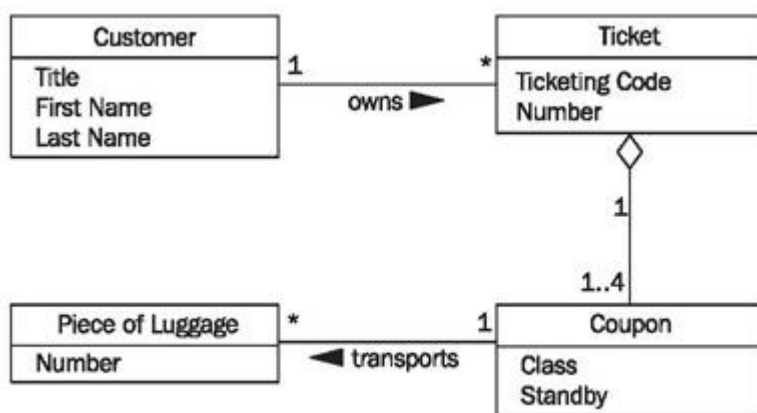 Customer
Title
First Name
Last Name
1
*
owns
Ticket
Ticketing Code
Number
1
1..4
Piece of Luggage
Number
*
1
transports
Coupon
Class
Standby